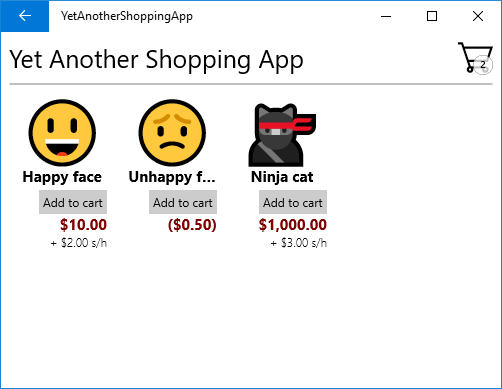 YetAnotherShoppingApp
Yet Another Shopping App
2
Happy face
Unhappy f...
Ninja cat
Add to cart
Add to cart
Add to cart
$10.00
($0.50)
$1,000.00
+ $2.00 s/h
+ $3.00 s/h